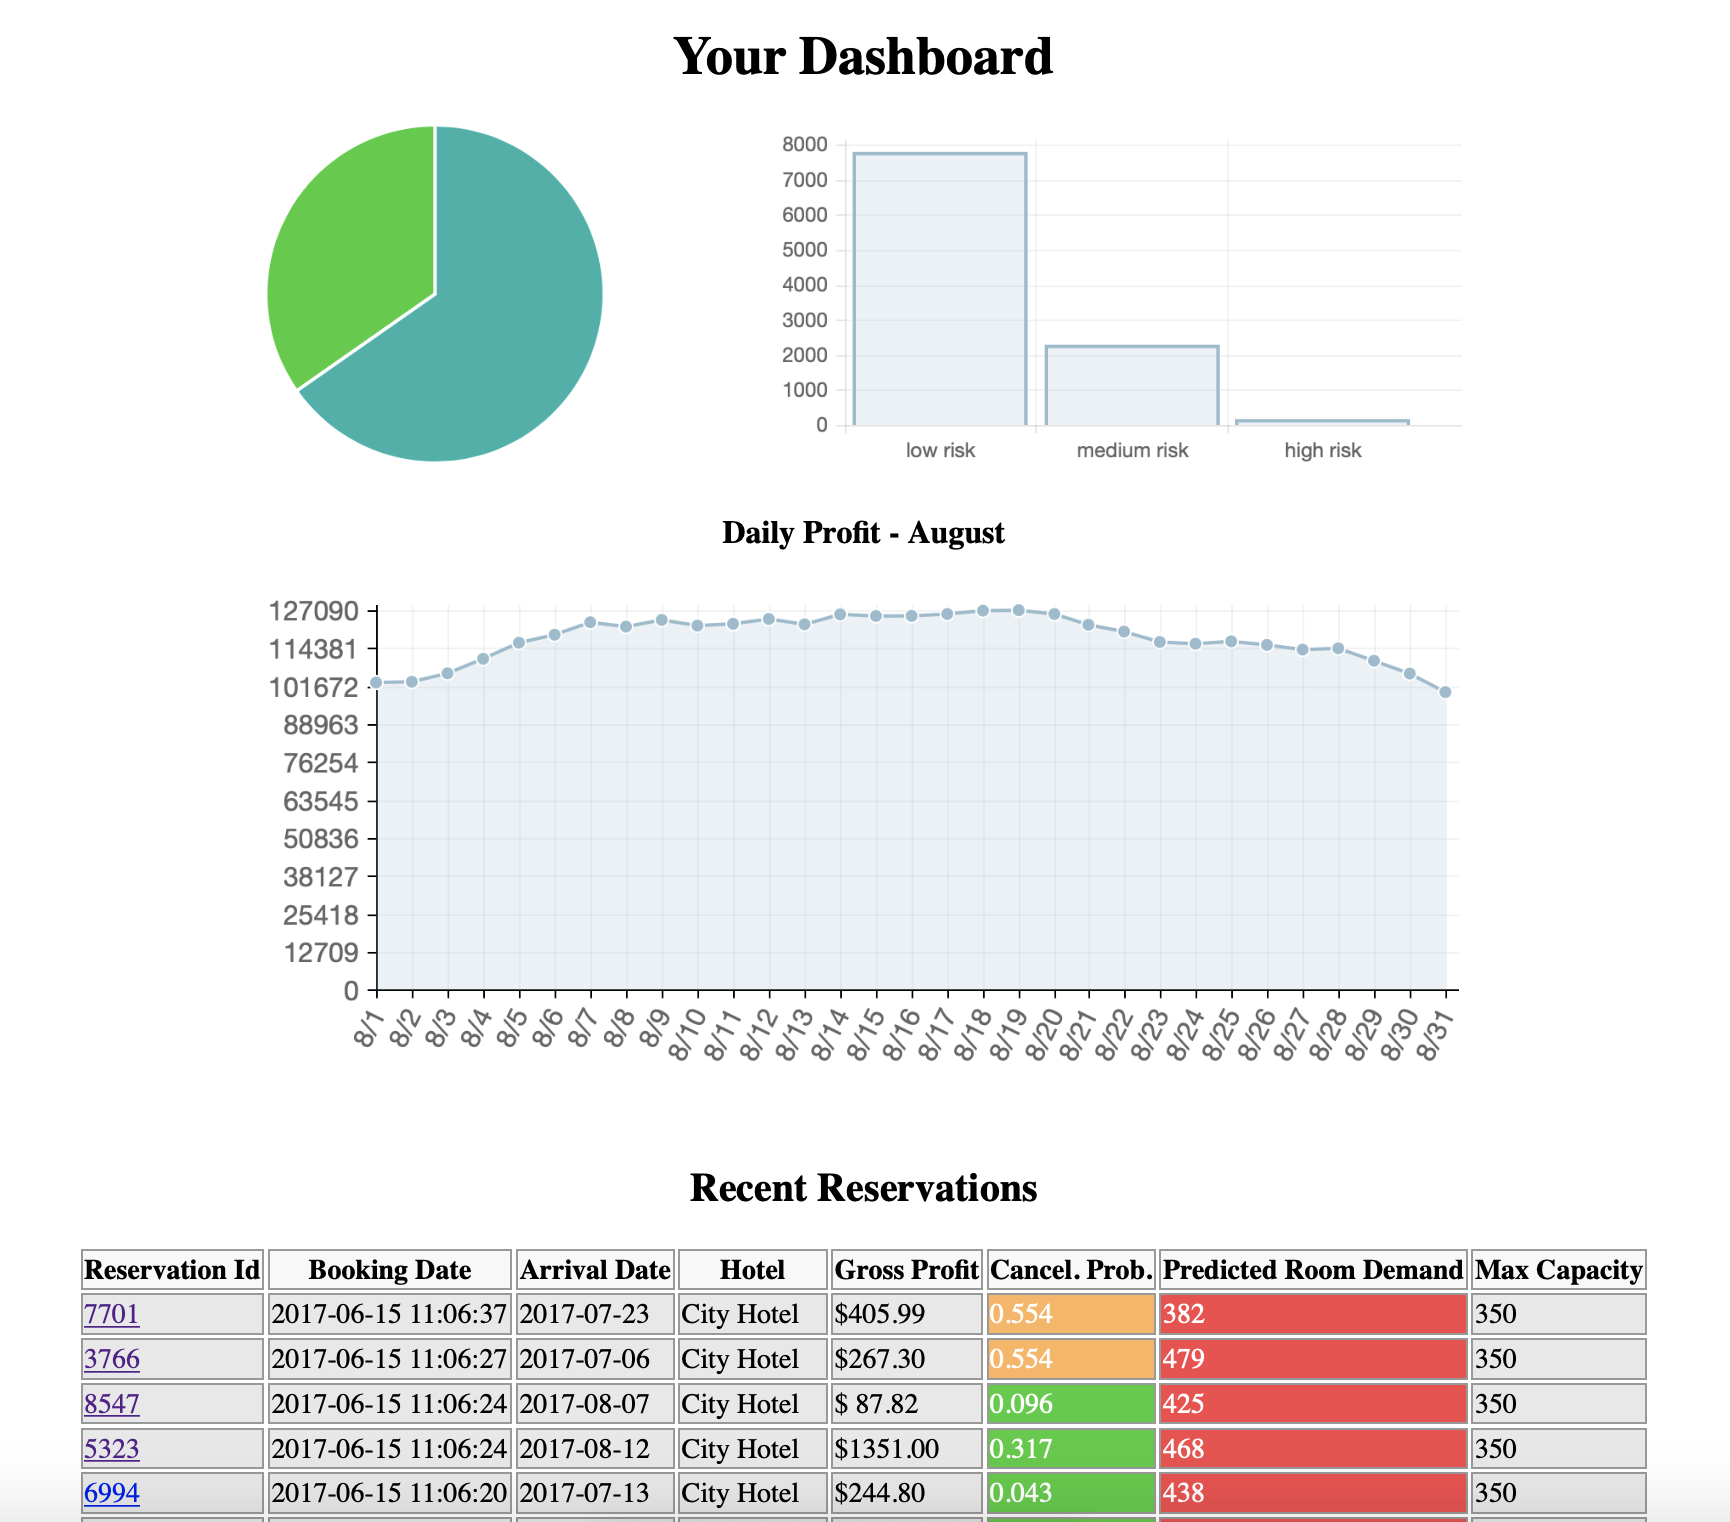 Your Dashboard
8000
7000
6000
5000
4000
3000
2000
1000
0
low risk medium risk high risk
Daily Profit - August
127090
114381
101672
88963
76254
63545
50836
38127
25418
12709
0
8/1 8/2 8/3 8/4 8/5 8/6 8/7 8/8 8/9 8/10 8/11 8/12 8/13 8/14 8/15 8/16 8/17 8/18 8/19 8/20 8/21 8/22 8/23 8/24 8/25 8/26 8/27 8/28 8/29 8/30 8/31
Recent Reservations
Reservation Id Booking Date Arrival Date Hotel Gross Profit Cancel. Prob. Predicted Room Demand Max Capacity
7701 2017-06-15 11:06:37 2017-07-23 City Hotel $405.99 0.554 382 350
3766 2017-06-15 11:06:27 2017-07-06 City Hotel $267.30 0.554 479 350
8547 2017-06-15 11:06:24 2017-08-07 City Hotel $ 87.82 0.096 425 350
5323 2017-06-15 11:06:24 2017-08-12 City Hotel $1351.00 0.317 468 350
6994 2017-06-15 11:06:20 2017-07-13 City Hotel $244.80 0.043 438 350